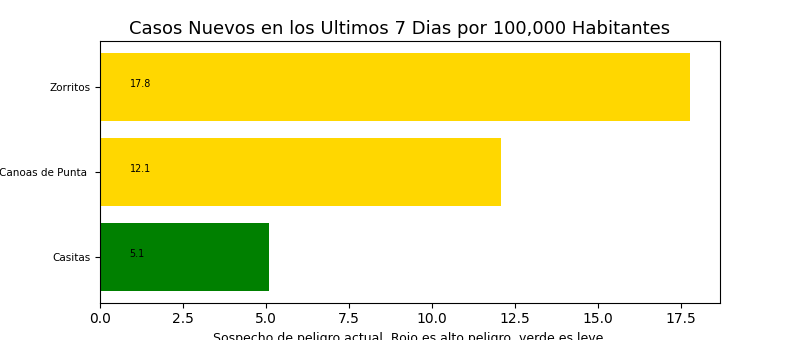 Casos Nuevos en los Ultimos 7 Dias por 100,000 Habitantes
Zorritos
17.8
Canoas de Punta
12.1
Casitas
5.1
0.0 2.5 5.0 7.5 10.0 12.5 15.0 17.5
Sospecho de peligro actual. Rojo es alto peligro, verde es leve